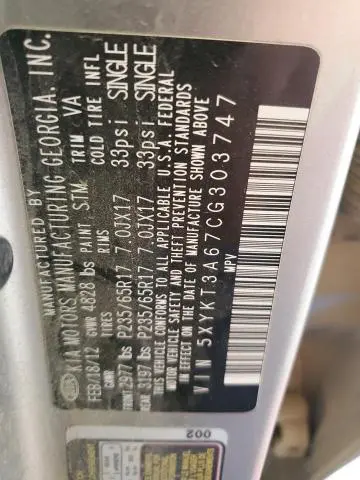 MANUFACTURED BY
KIA MOTORS MANUFACTURING GEORGIA, INC.
FEB/18/12 PAINT STM TRIM VA
GVWR 4828 lbs
GAWR TIRES RIMS COLD TIRE INFL
FRONT 2977 lbs P235/65R17 7.0JX17 33psi SINGLE
REAR 3197 lbs P235/65R17 7.0JX17 33psi SINGLE
THIS VEHICLE CONFORMS TO ALL APPLICABLE U.S.A. FEDERAL
MOTOR VEHICLE SAFETY AND THEFT PREVENTION STANDARDS
IN EFFECT ON THE DATE OF MANUFACTURE SHOWN ABOVE
VIN 5XYKT3A67CG303747
MPV
002